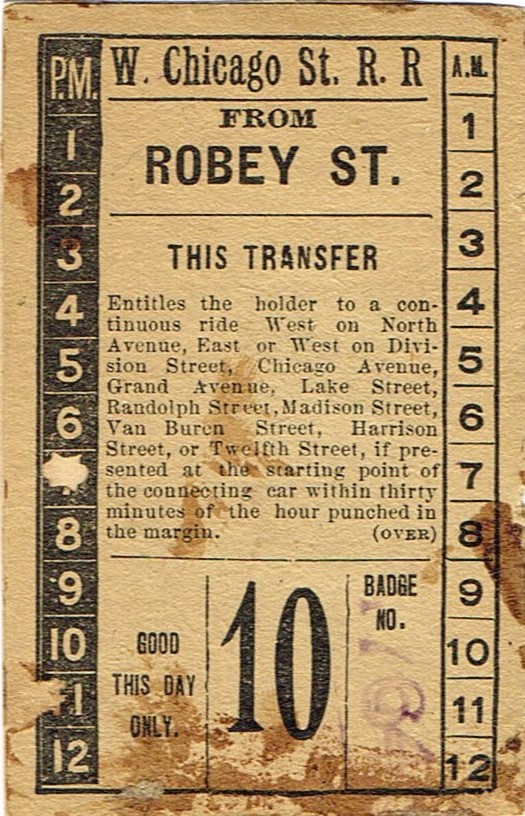 W. Chicago St. R. R
FROM
ROBEY ST.
THIS TRANSFER
Entitles the holder to a con-
tinuous ride West on North
Avenue, East or West on Divi-
sion Street, Chicago Avenue,
Grand Avenue, Lake Street,
Randolph Street, Madison Street,
Van Buren Street, Harrison
Street, or Twelfth Street, if pre-
sented at the starting point of
the connecting car within thirty
minutes of the hour punched in
the margin. (OVER)
GOOD
THIS DAY
ONLY.
10
BADGE
NO.
P.M.
1
2
3
4
5
6
8
9
10
1
12
A.M.
1
2
3
4
5
6
7
8
9
10
11
12